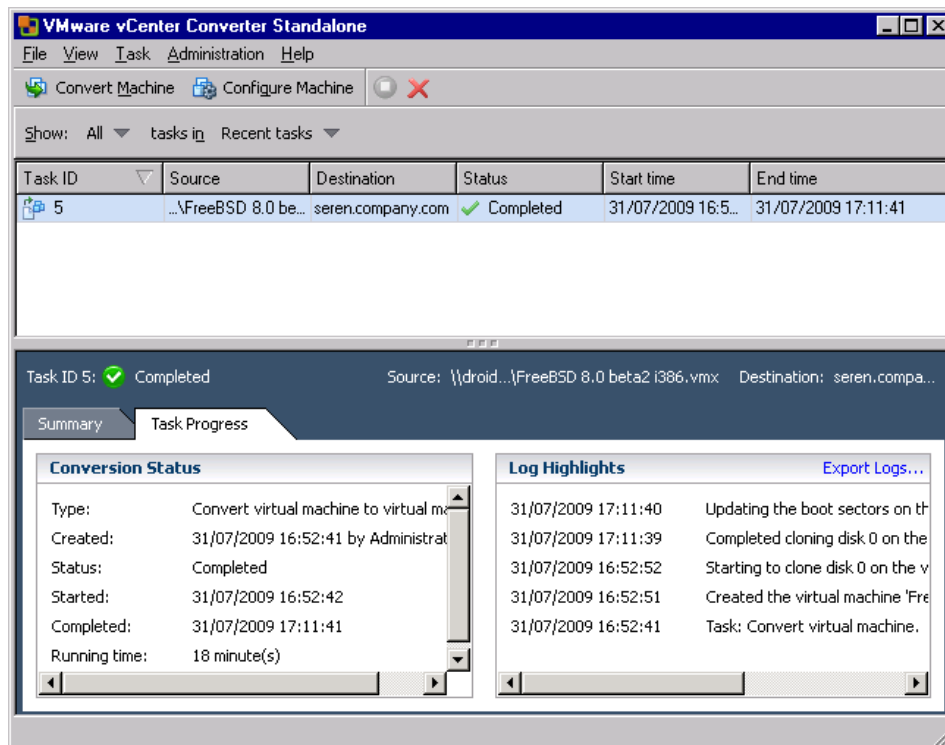 VMware vCenter Converter Standalone
File View Task Administration Help
Convert Machine Configure Machine
Show: All tasks in Recent tasks
Task ID Source Destination Status Start time End time
5 ...\FreeBSD 8.0 be... seren.company.com Completed 31/07/2009 16:5... 31/07/2009 17:11:41
Task ID 5: Completed Source: \\droid...\FreeBSD 8.0 beta2 i386.vmx Destination: seren.compa...
Summary Task Progress
Conversion Status
Type: Convert virtual machine to virtual ma
Created: 31/07/2009 16:52:41 by Administrat
Status: Completed
Started: 31/07/2009 16:52:42
Completed: 31/07/2009 17:11:41
Running time: 18 minute(s)
Log Highlights Export Logs...
31/07/2009 17:11:40 Updating the boot sectors on th
31/07/2009 17:11:39 Completed cloning disk 0 on the
31/07/2009 16:52:52 Starting to clone disk 0 on the v
31/07/2009 16:52:51 Created the virtual machine 'Fre
31/07/2009 16:52:41 Task: Convert virtual machine.